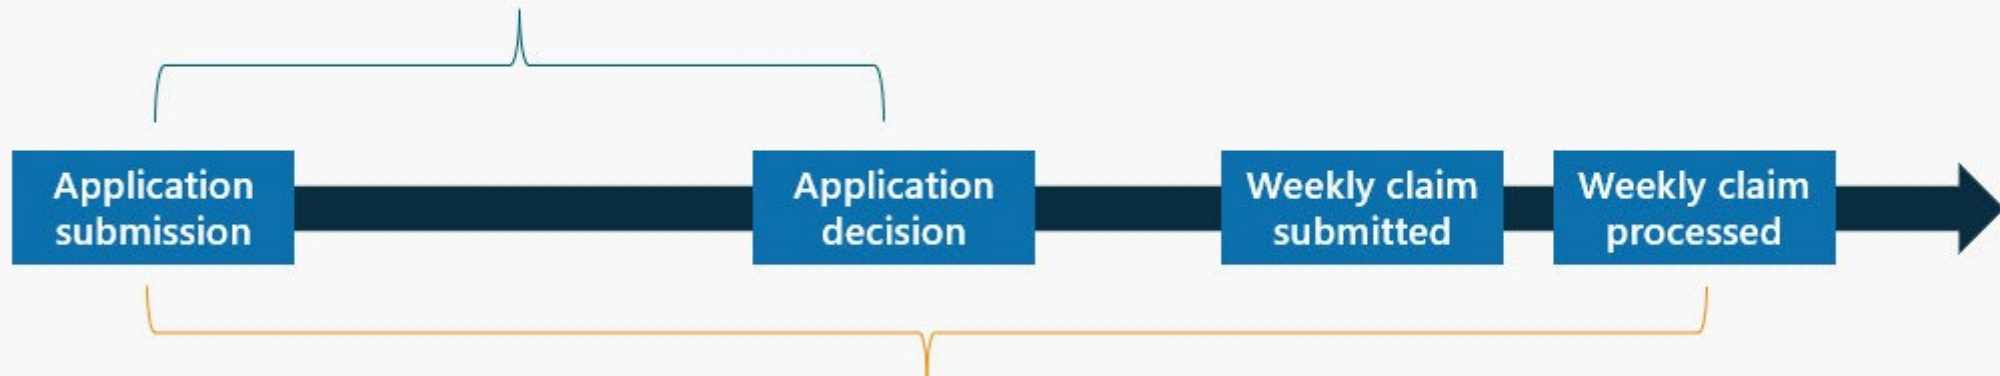 Application
submission
Application
decision
Weekly claim
submitted
Weekly claim
processed